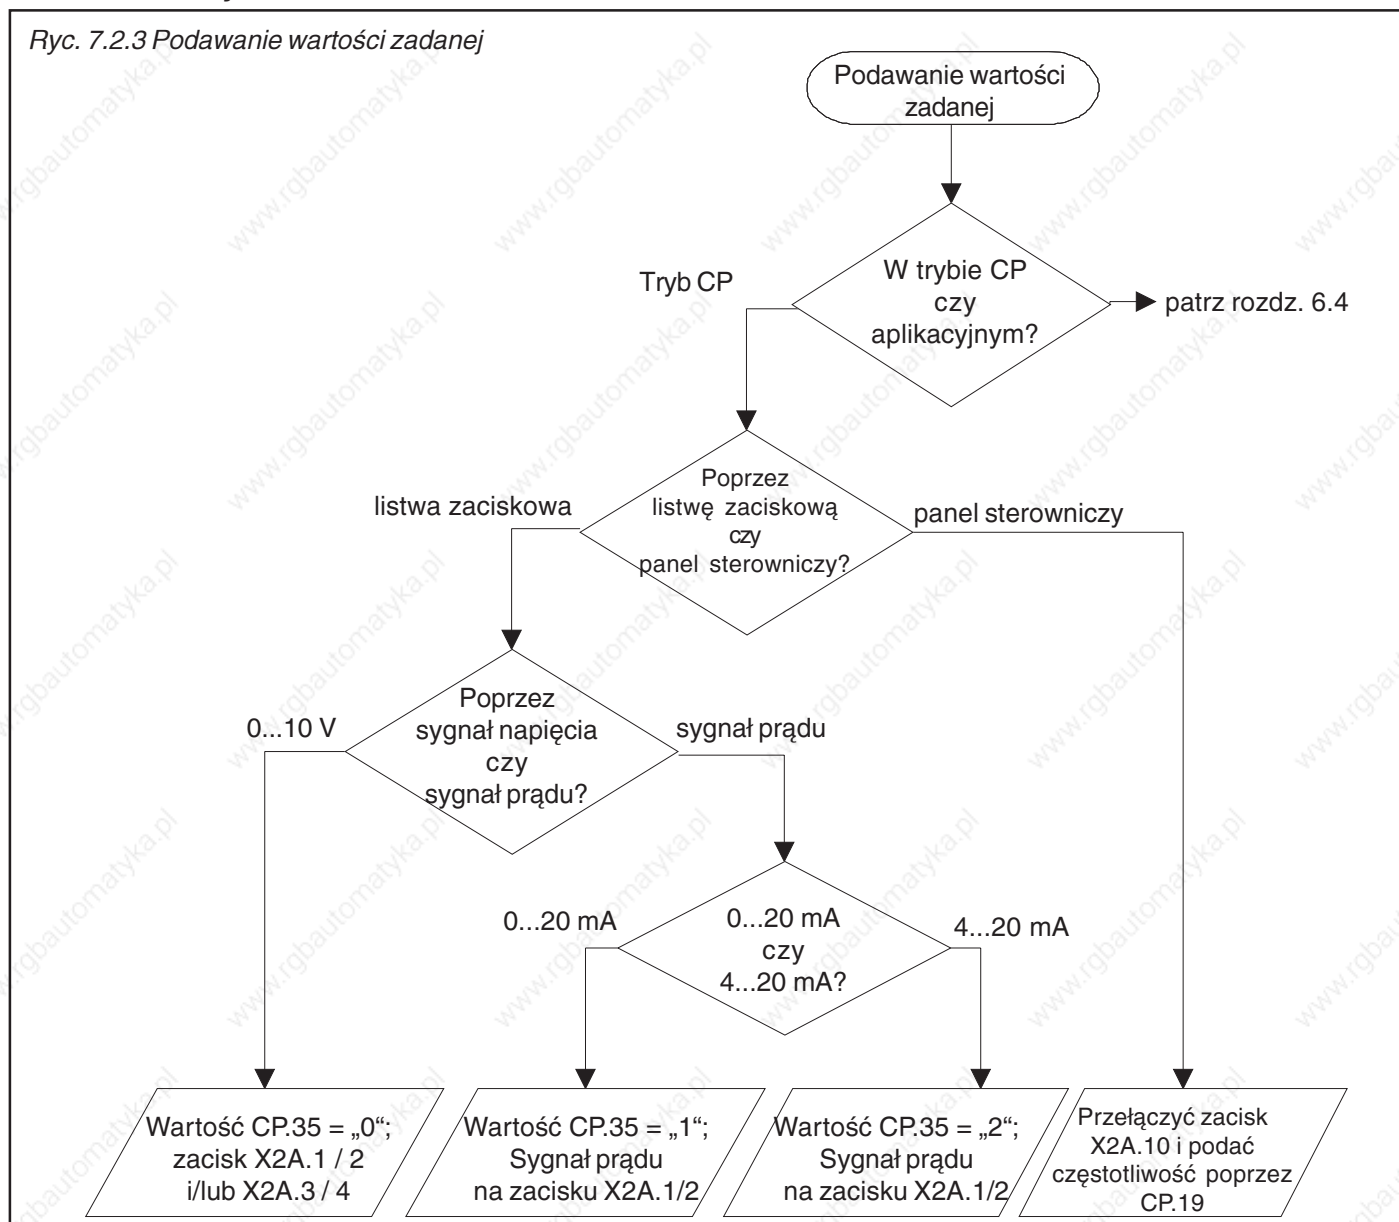 Ryc. 7.2.3 Podawanie wartości zadanej
Podawanie wartości
zadanej
W trybie CP
czy
aplikacyjnym?
Tryb CP
patrz rozdz. 6.4
Poprzez
listwę zaciskową
czy
panel sterowniczy?
listwa zaciskowa
panel sterowniczy
Poprzez
sygnał napięcia
czy
sygnał prądu?
0...10 V
sygnał prądu
0...20 mA
czy
4...20 mA?
0...20 mA
4...20 mA
Wartość CP.35 = „0“;
zacisk X2A.1 / 2
i/lub X2A.3 / 4
Wartość CP.35 = „1“;
Sygnał prądu
na zacisku X2A.1/2
Wartość CP.35 = „2“;
Sygnał prądu
na zacisku X2A.1/2
Przełączyć zacisk
X2A.10 i podać
częstotliwość poprzez
CP.19
www.rgbautomatyka.pl